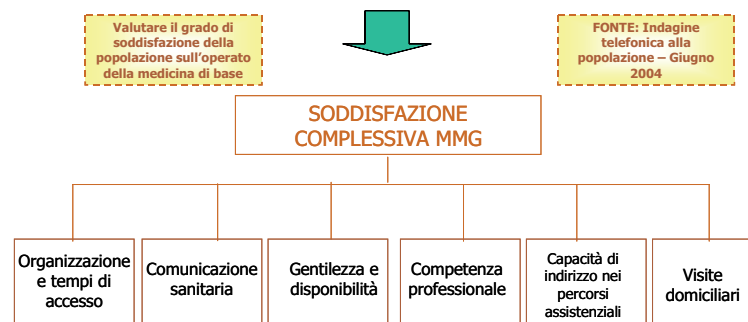 Valutare il grado di
soddisfazione della
popolazione sull'operato
della medicina di base
FONTE: Indagine
telefonica alla
popolazione – Giugno
2004
SODDISFAZIONE
COMPLESSIVA MMG
Organizzazione
e tempi di
accesso
Comunicazione
sanitaria
Gentilezza e
disponibilità
Competenza
professionale
Capacità di
indirizzo nei
percorsi
assistenziali
Visite
domiciliari